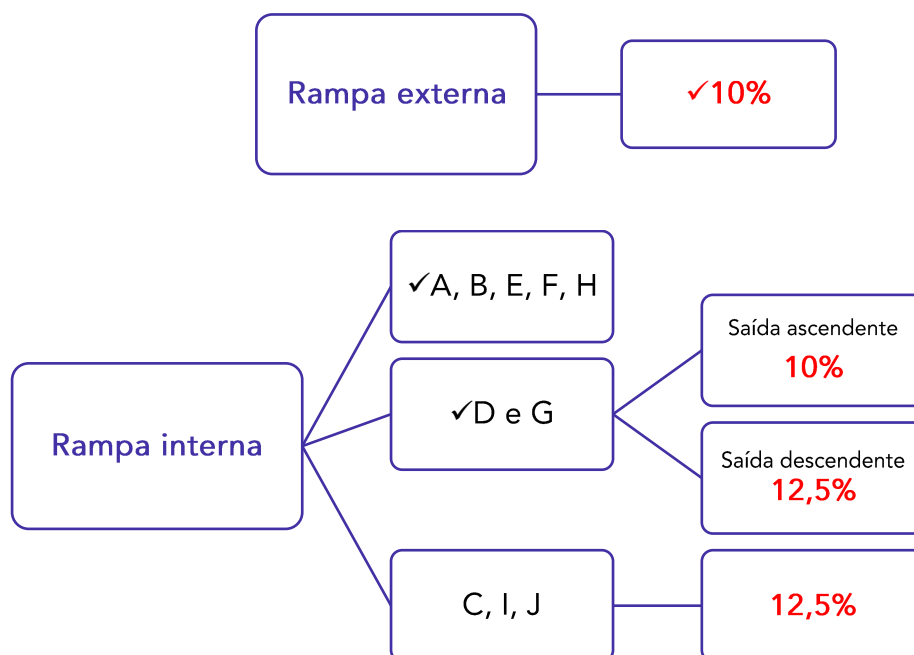 Rampa externa
✓10%
✓A, B, E, F, H
Saída ascendente
10%
✓D e G
Rampa interna
Saída descendente
12,5%
C, I, J
12,5%